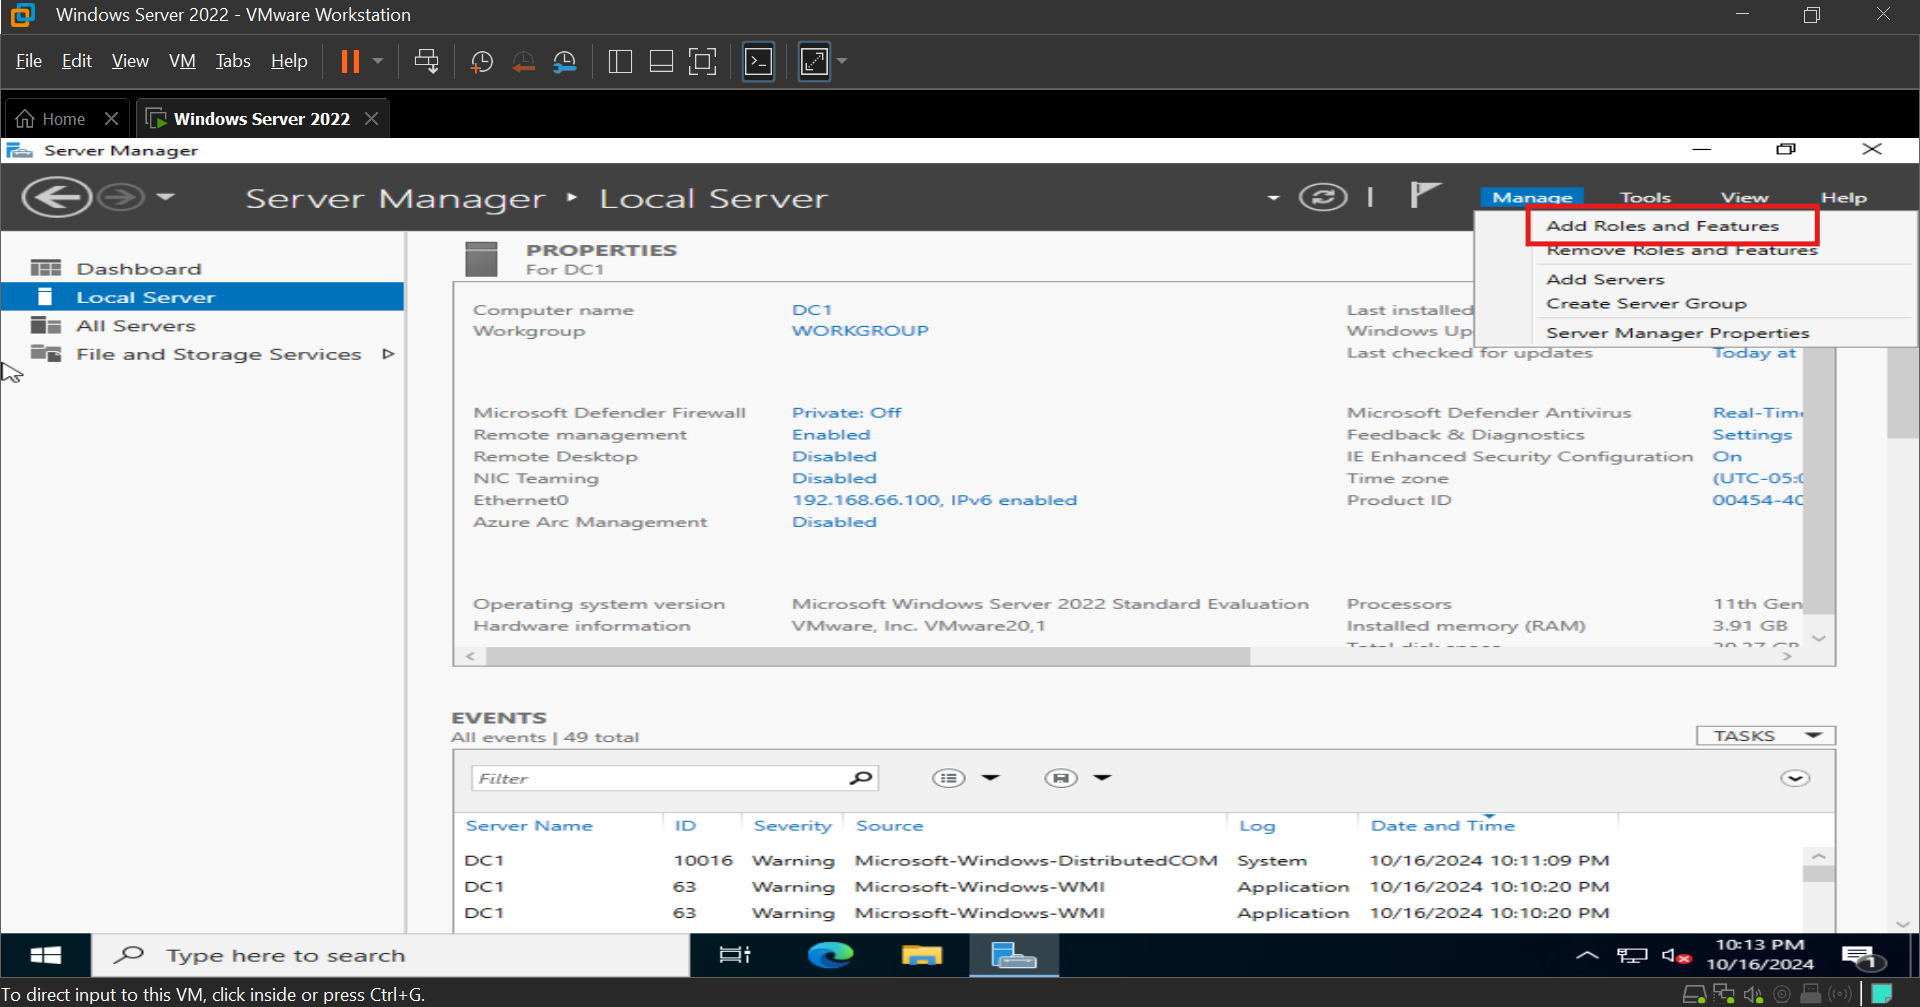 Windows Server 2022 - VMware Workstation
File Edit View VM Tabs Help
Home Windows Server 2022
Server Manager
Server Manager Local Server
Manage Tools View Help
Add Roles and Features
Remove Roles and Features
Add Servers
Create Server Group
Server Manager Properties
Dashboard
Local Server
All Servers
File and Storage Services
PROPERTIES
For DC1
Computer name DC1 Last installed
Workgroup WORKGROUP Windows Up
Last checked for updates Today at
Microsoft Defender Firewall Private: Off Microsoft Defender Antivirus Real-Time
Remote management Enabled Feedback & Diagnostics Settings
Remote Desktop Disabled IE Enhanced Security Configuration On
NIC Teaming Disabled Time zone (UTC-05:0
Ethernet0 192.168.66.100, IPv6 enabled Product ID 00454-40
Azure Arc Management Disabled
Operating system version Microsoft Windows Server 2022 Standard Evaluation Processors 11th Gen
Hardware information VMware, Inc. VMware20,1 Installed memory (RAM) 3.91 GB
Total disk space
EVENTS
All events | 49 total
TASKS
Filter
Server Name ID Severity Source Log Date and Time
DC1 10016 Warning Microsoft-Windows-DistributedCOM System 10/16/2024 10:11:09 PM
DC1 63 Warning Microsoft-Windows-WMI Application 10/16/2024 10:10:20 PM
DC1 63 Warning Microsoft-Windows-WMI Application 10/16/2024 10:10:20 PM
Type here to search
10:13 PM
10/16/2024
1
To direct input to this VM, click inside or press Ctrl+G.